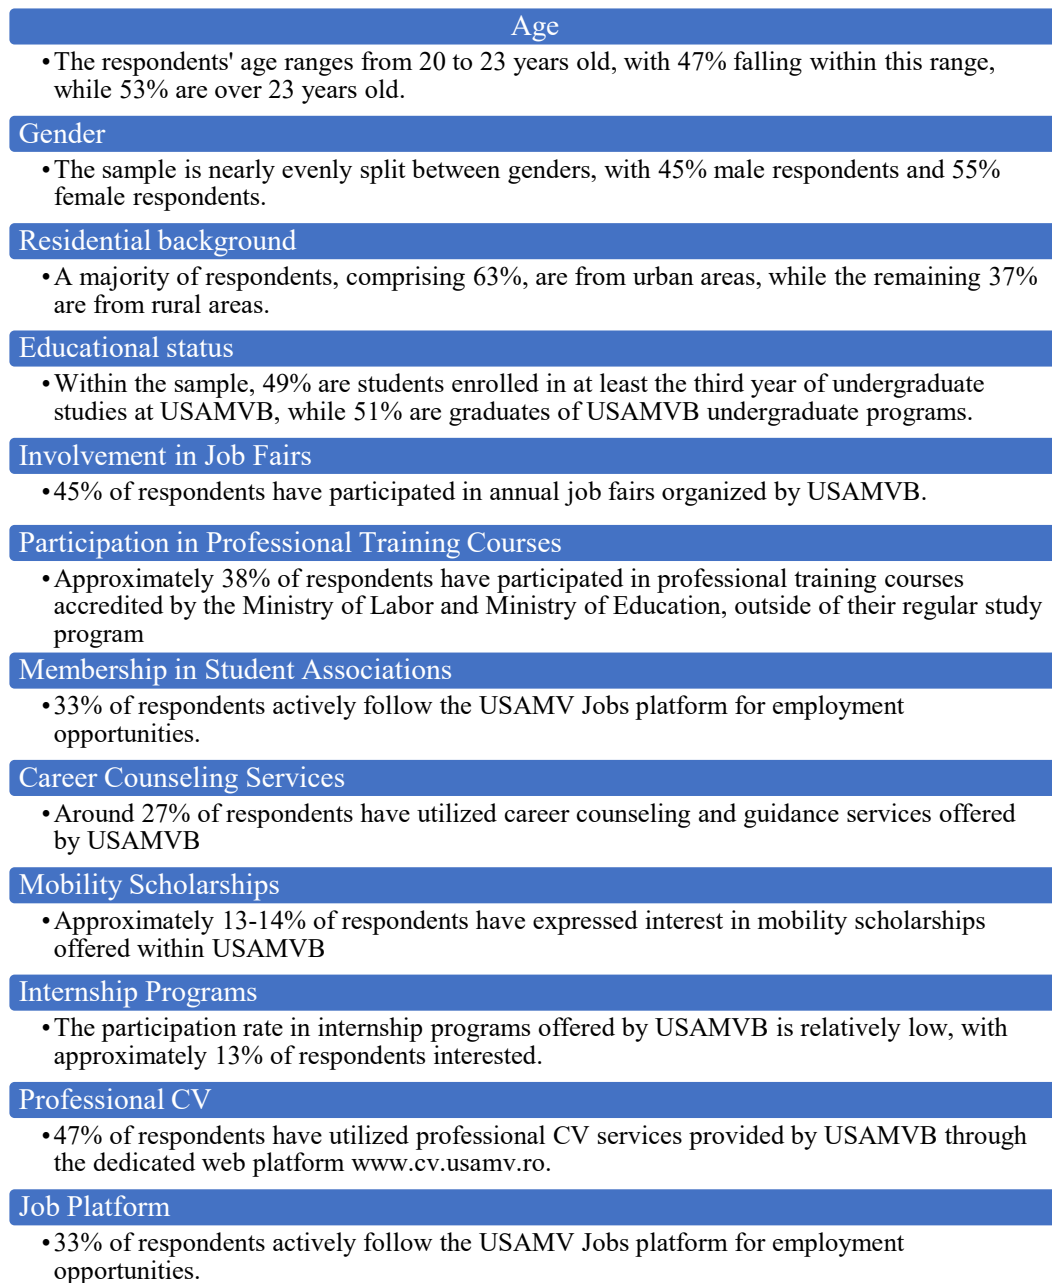 Age
•The respondents' age ranges from 20 to 23 years old, with 47% falling within this range,
while 53% are over 23 years old.
Gender
•The sample is nearly evenly split between genders, with 45% male respondents and 55%
female respondents.
Residential background
•A majority of respondents, comprising 63%, are from urban areas, while the remaining 37%
are from rural areas.
Educational status
•Within the sample, 49% are students enrolled in at least the third year of undergraduate
studies at USAMVB, while 51% are graduates of USAMVB undergraduate programs.
Involvement in Job Fairs
•45% of respondents have participated in annual job fairs organized by USAMVB.
Participation in Professional Training Courses
•Approximately 38% of respondents have participated in professional training courses
accredited by the Ministry of Labor and Ministry of Education, outside of their regular study
program
Membership in Student Associations
•33% of respondents actively follow the USAMV Jobs platform for employment
opportunities.
Career Counseling Services
•Around 27% of respondents have utilized career counseling and guidance services offered
by USAMVB
Mobility Scholarships
•Approximately 13-14% of respondents have expressed interest in mobility scholarships
offered within USAMVB
Internship Programs
•The participation rate in internship programs offered by USAMVB is relatively low, with
approximately 13% of respondents interested.
Professional CV
•47% of respondents have utilized professional CV services provided by USAMVB through
the dedicated web platform www.cv.usamv.ro.
Job Platform
•33% of respondents actively follow the USAMV Jobs platform for employment
opportunities.